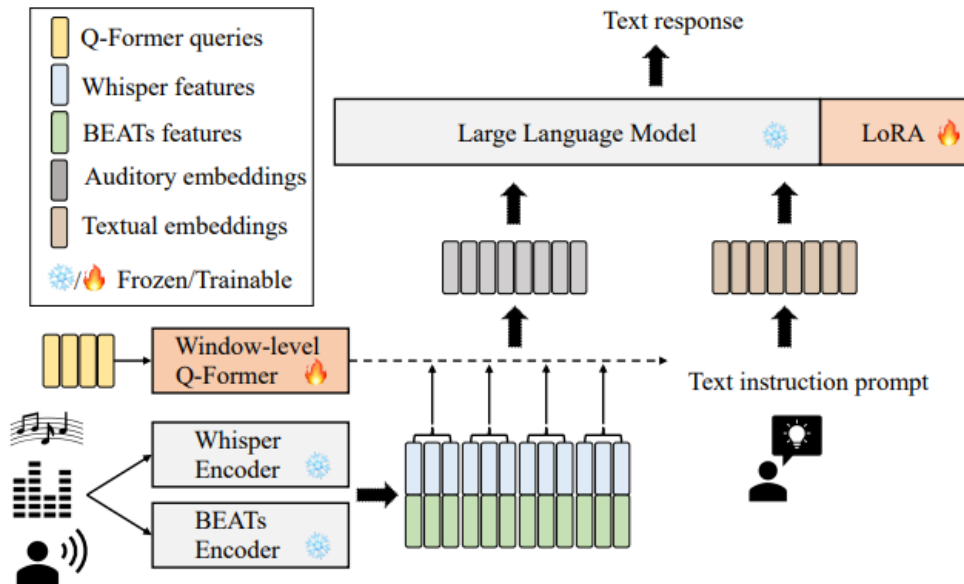 Text response
Q-Former queries
Whisper features
BEATs features
Auditory embeddings
Textual embeddings
/ Frozen/Trainable
Large Language Model
LoRA
Window-level
Q-Former
Text instruction prompt
Whisper
Encoder
BEATs
Encoder